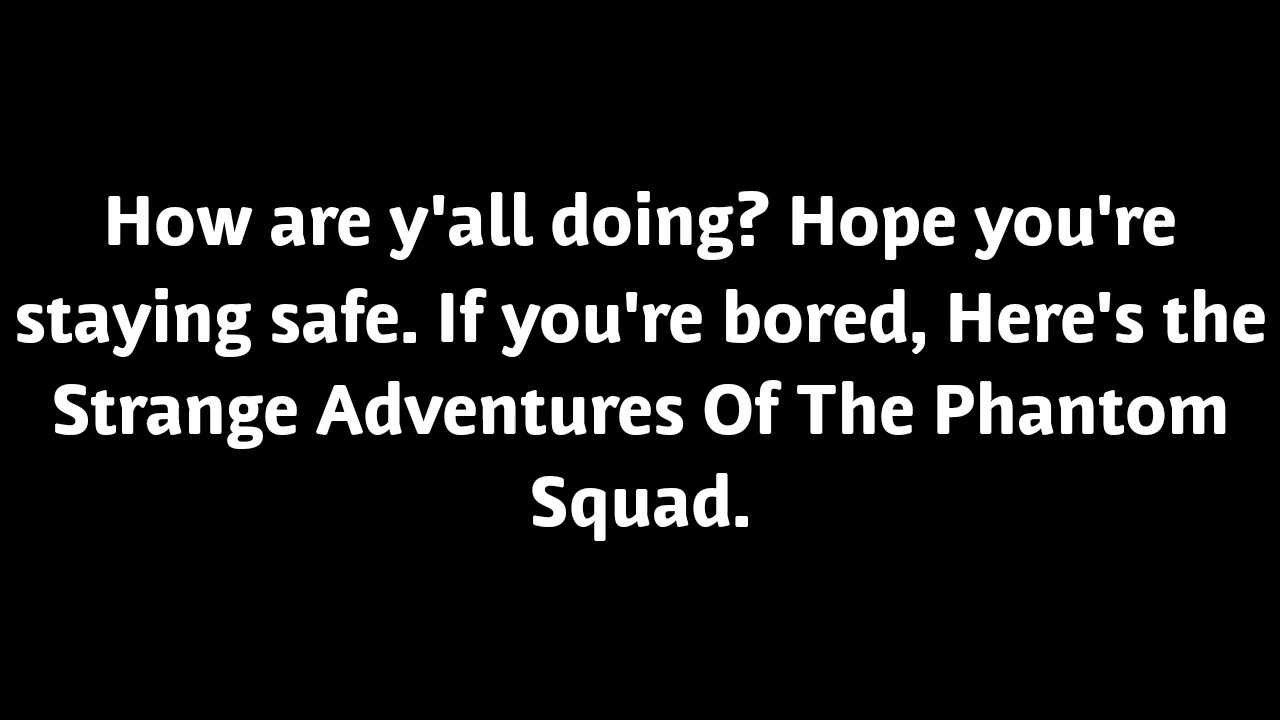 How are y'all doing? Hope you're
staying safe. If you're bored, Here's the
Strange Adventures Of The Phantom
Squad.